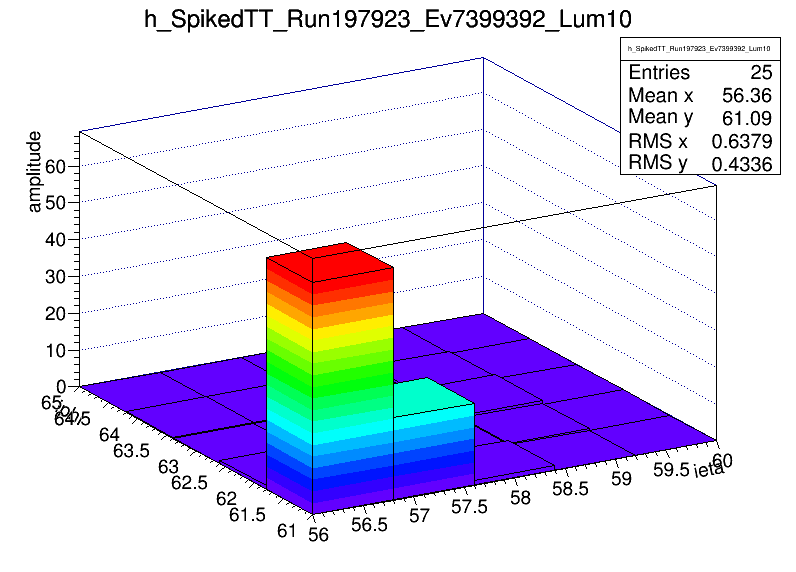 h_SpikedTT_Run197923_Ev7399392_Lum10
h_SpikedTT_Run197923_Ev7399392_Lum10
Entries 25
Mean x 56.36
Mean y 61.09
RMS x 0.6379
RMS y 0.4336
amplitude
60
50
40
30
20
10
0
65
64.5
64
63.5
63
62.5
62
61.5
61
56
56.5
57
57.5
58
58.5
59
59.5
60
ieta